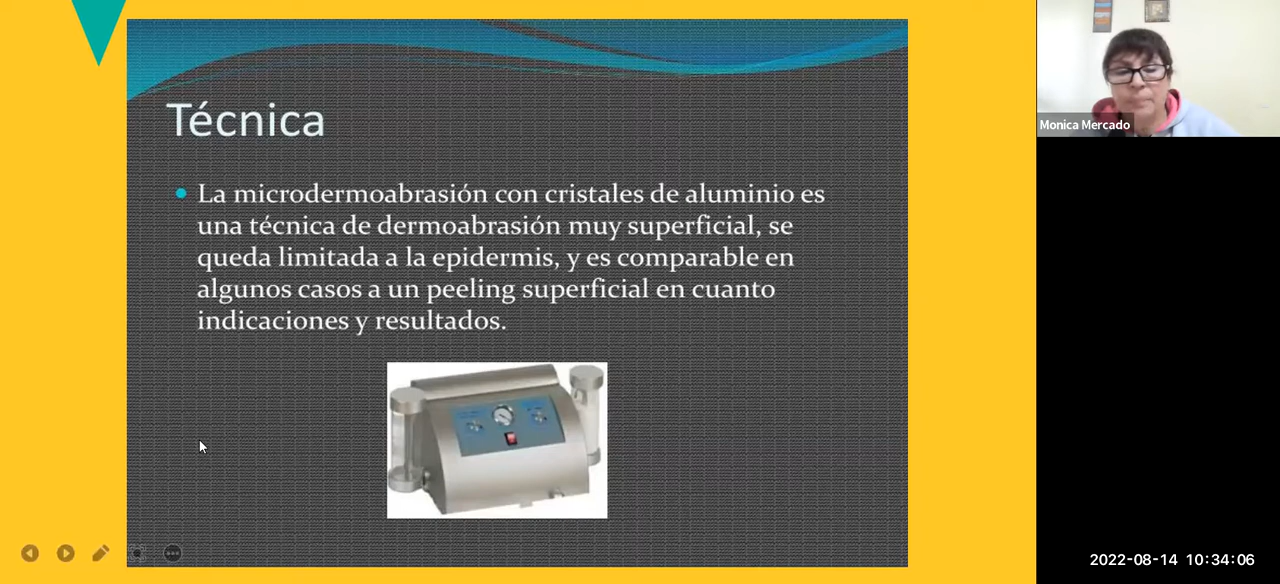 Técnica
La microdermoabrasión con cristales de aluminio es
una técnica de dermoabrasión muy superficial, se
queda limitada a la epidermis, y es comparable en
algunos casos a un peeling superficial en cuanto
indicaciones y resultados.
Monica Mercado
2022-08-14 10:34:06